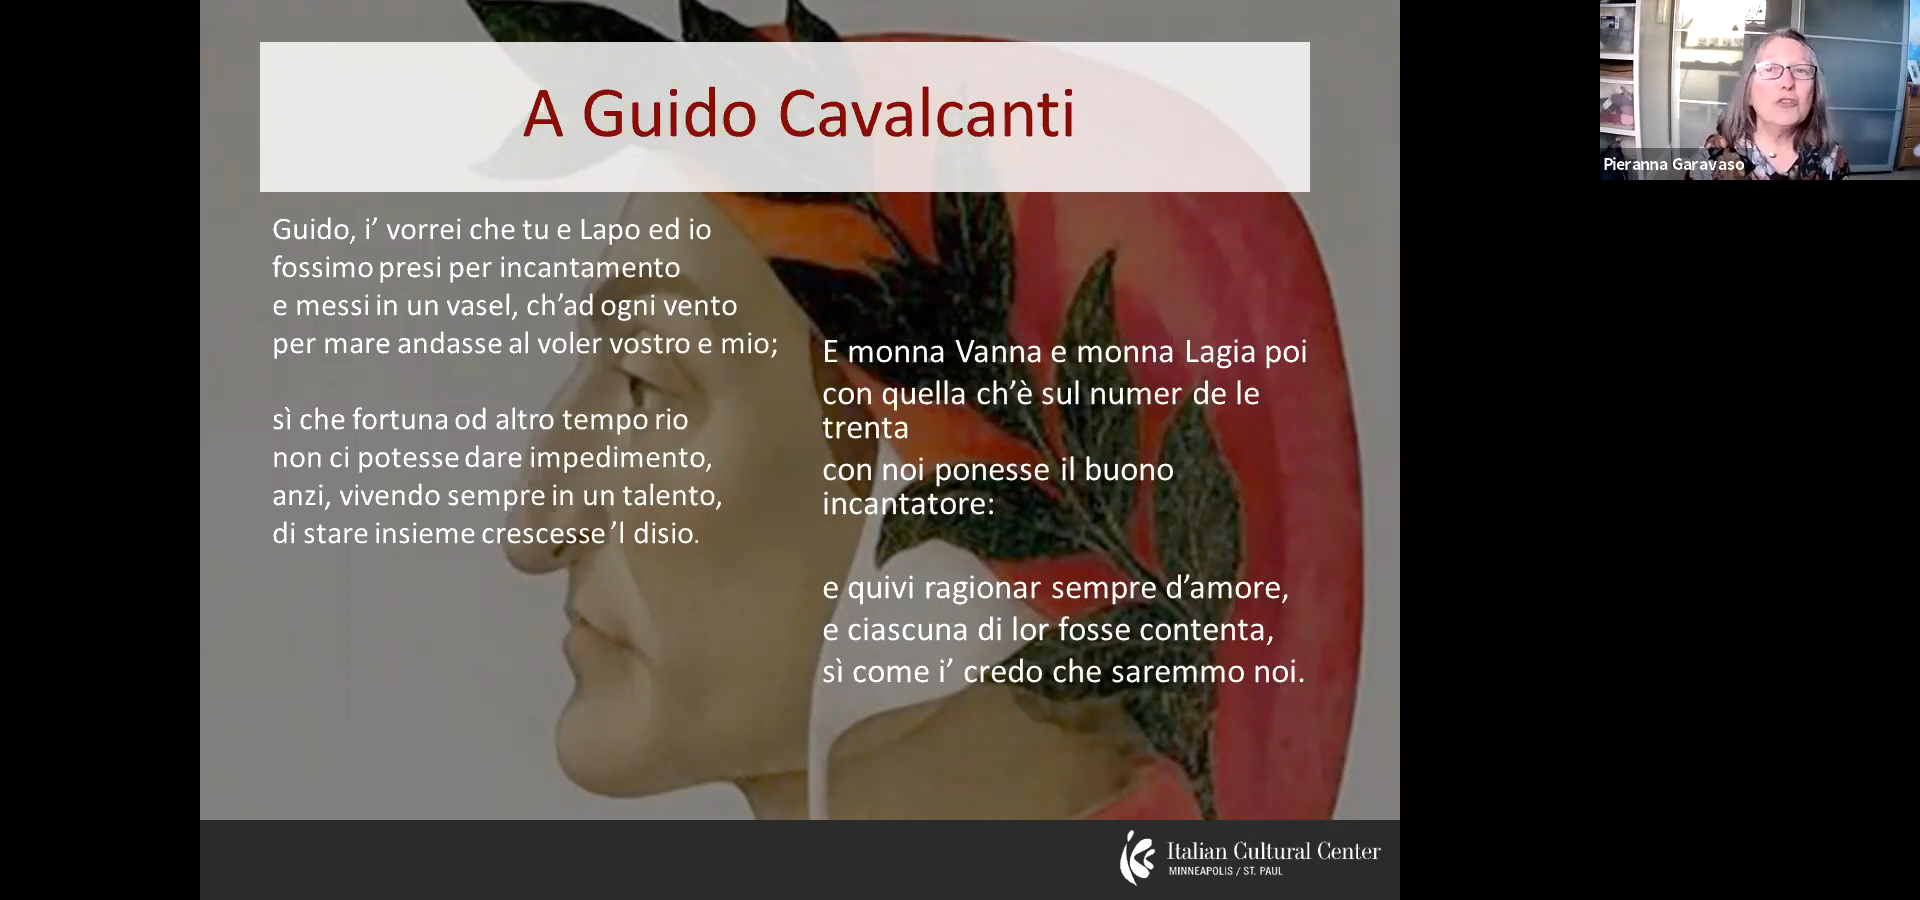 A Guido Cavalcanti
Guido, i’ vorrei che tu e Lapo ed io
fossimo presi per incantamento
e messi in un vasel, ch’ad ogni vento
per mare andasse al voler vostro e mio;
sì che fortuna od altro tempo rio
non ci potesse dare impedimento,
anzi, vivendo sempre in un talento,
di stare insieme crescesse ’l disio.
E monna Vanna e monna Lagia poi
con quella ch’è sul numer de le
trenta
con noi ponesse il buono
incantatore:
e quivi ragionar sempre d’amore,
e ciascuna di lor fosse contenta,
sì come i’ credo che saremmo noi.
Pieranna Garavaso
Italian Cultural Center
MINNEAPOLIS / ST. PAUL